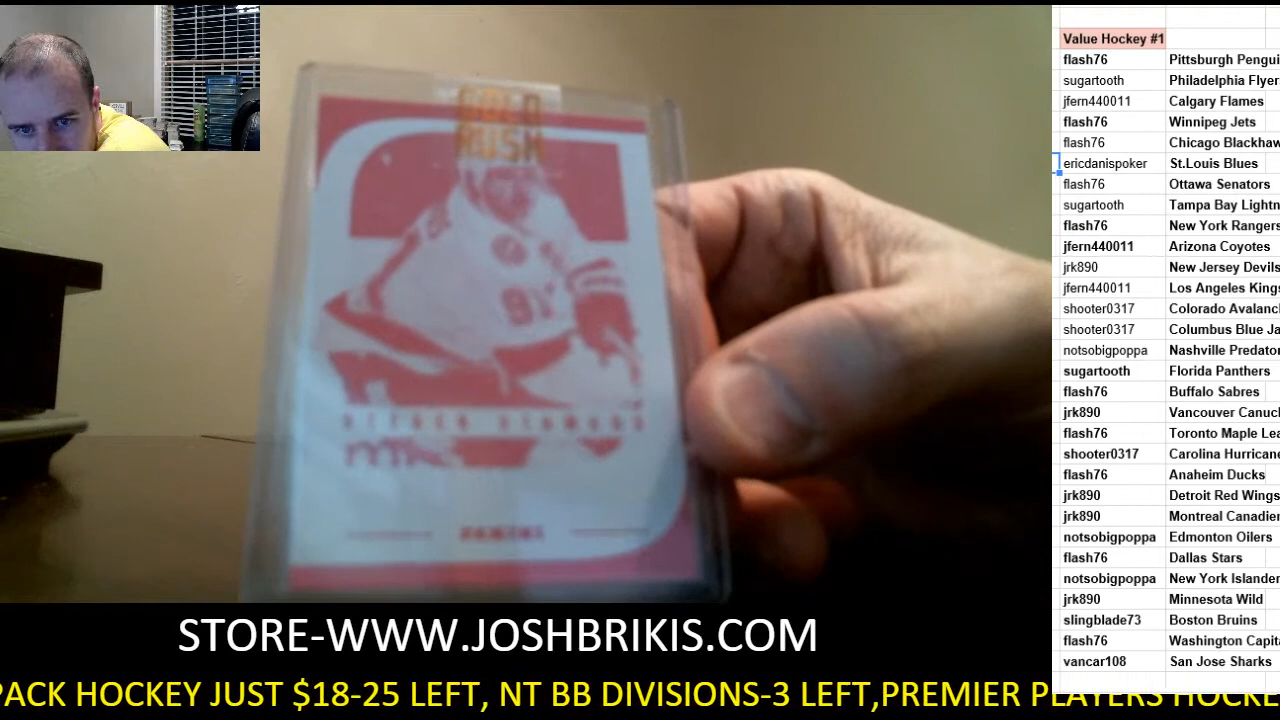 Value Hockey #1
flash76 Pittsburgh Pengui
sugartooth Philadelphia Flyer
jfern440011 Calgary Flames
flash76 Winnipeg Jets
flash76 Chicago Blackhaw
ericdanispoker St.Louis Blues
flash76 Ottawa Senators
sugartooth Tampa Bay Lightn
flash76 New York Rangers
jfern440011 Arizona Coyotes
jrk890 New Jersey Devils
jfern440011 Los Angeles Kings
shooter0317 Colorado Avalanc
shooter0317 Columbus Blue Ja
notsobigpoppa Nashville Predator
sugartooth Florida Panthers
flash76 Buffalo Sabres
jrk890 Vancouver Canuc
flash76 Toronto Maple Lea
shooter0317 Carolina Hurricane
flash76 Anaheim Ducks
jrk890 Detroit Red Wings
jrk890 Montreal Canadien
notsobigpoppa Edmonton Oilers
flash76 Dallas Stars
notsobigpoppa New York Islander
jrk890 Minnesota Wild
slingblade73 Boston Bruins
flash76 Washington Capita
vancar108 San Jose Sharks
GOLD
RUSH
PANINI
STORE-WWW.JOSHBRIKIS.COM
PACK HOCKEY JUST $18-25 LEFT, NT BB DIVISIONS-3 LEFT,PREMIER PLAYERS HOCKE